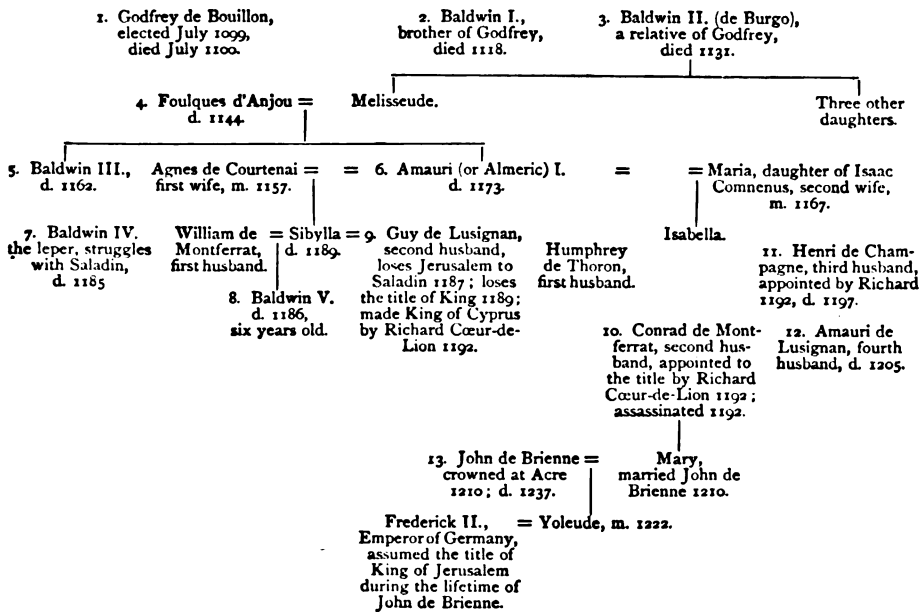 1. Godfrey de Bouillon,
elected July 1099,
died July 1100.
2. Baldwin I.,
brother of Godfrey,
died 1118.
3. Baldwin II. (de Burgo),
a relative of Godfrey,
died 1131.
4. Foulques d'Anjou =
d. 1144.
Melisseude.
Three other
daughters.
5. Baldwin III.,
d. 1162.
Agnes de Courtenai =
first wife, m. 1157.
= 6. Amauri (or Almeric) I. =
d. 1173.
= Maria, daughter of Isaac
Comnenus, second wife,
m. 1167.
7. Baldwin IV.
the leper, struggles
with Saladin,
d. 1185
William de
Montferrat,
first husband.
= Sibylla =
d. 1189.
9. Guy de Lusignan,
second husband,
loses Jerusalem to
Saladin 1187; loses
the title of King 1189;
made King of Cyprus
by Richard Cœur-de-
Lion 1192.
Isabella.
Humphrey
de Thoron,
first husband.
11. Henri de Cham-
pagne, third husband,
appointed by Richard
1192, d. 1197.
8. Baldwin V.
d. 1186,
six years old.
10. Conrad de Mont-
ferrat, second hus-
band, appointed to
the title by Richard
Cœur-de-Lion 1192;
assassinated 1192.
12. Amauri de
Lusignan, fourth
husband, d. 1205.
13. John de Brienne =
crowned at Acre
1210; d. 1237.
Mary,
married John de
Brienne 1210.
Frederick II.,
Emperor of Germany,
assumed the title of
King of Jerusalem
during the lifetime of
John de Brienne.
= Yoleude, m. 1222.